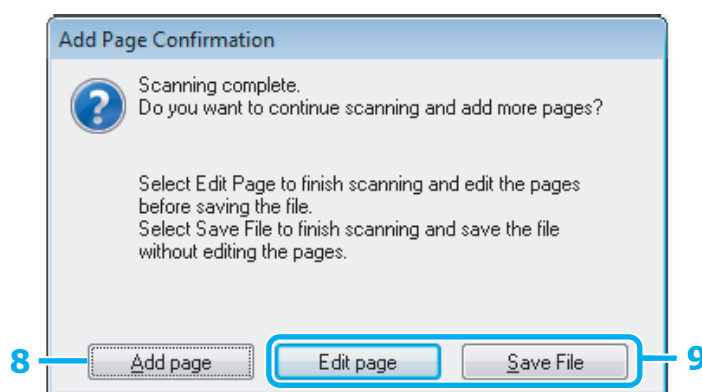 Add Page Confirmation
Scanning complete.
Do you want to continue scanning and add more pages?
Select Edit Page to finish scanning and edit the pages
before saving the file.
Select Save File to finish scanning and save the file
without editing the pages.
8 Add page Edit page Save File 9